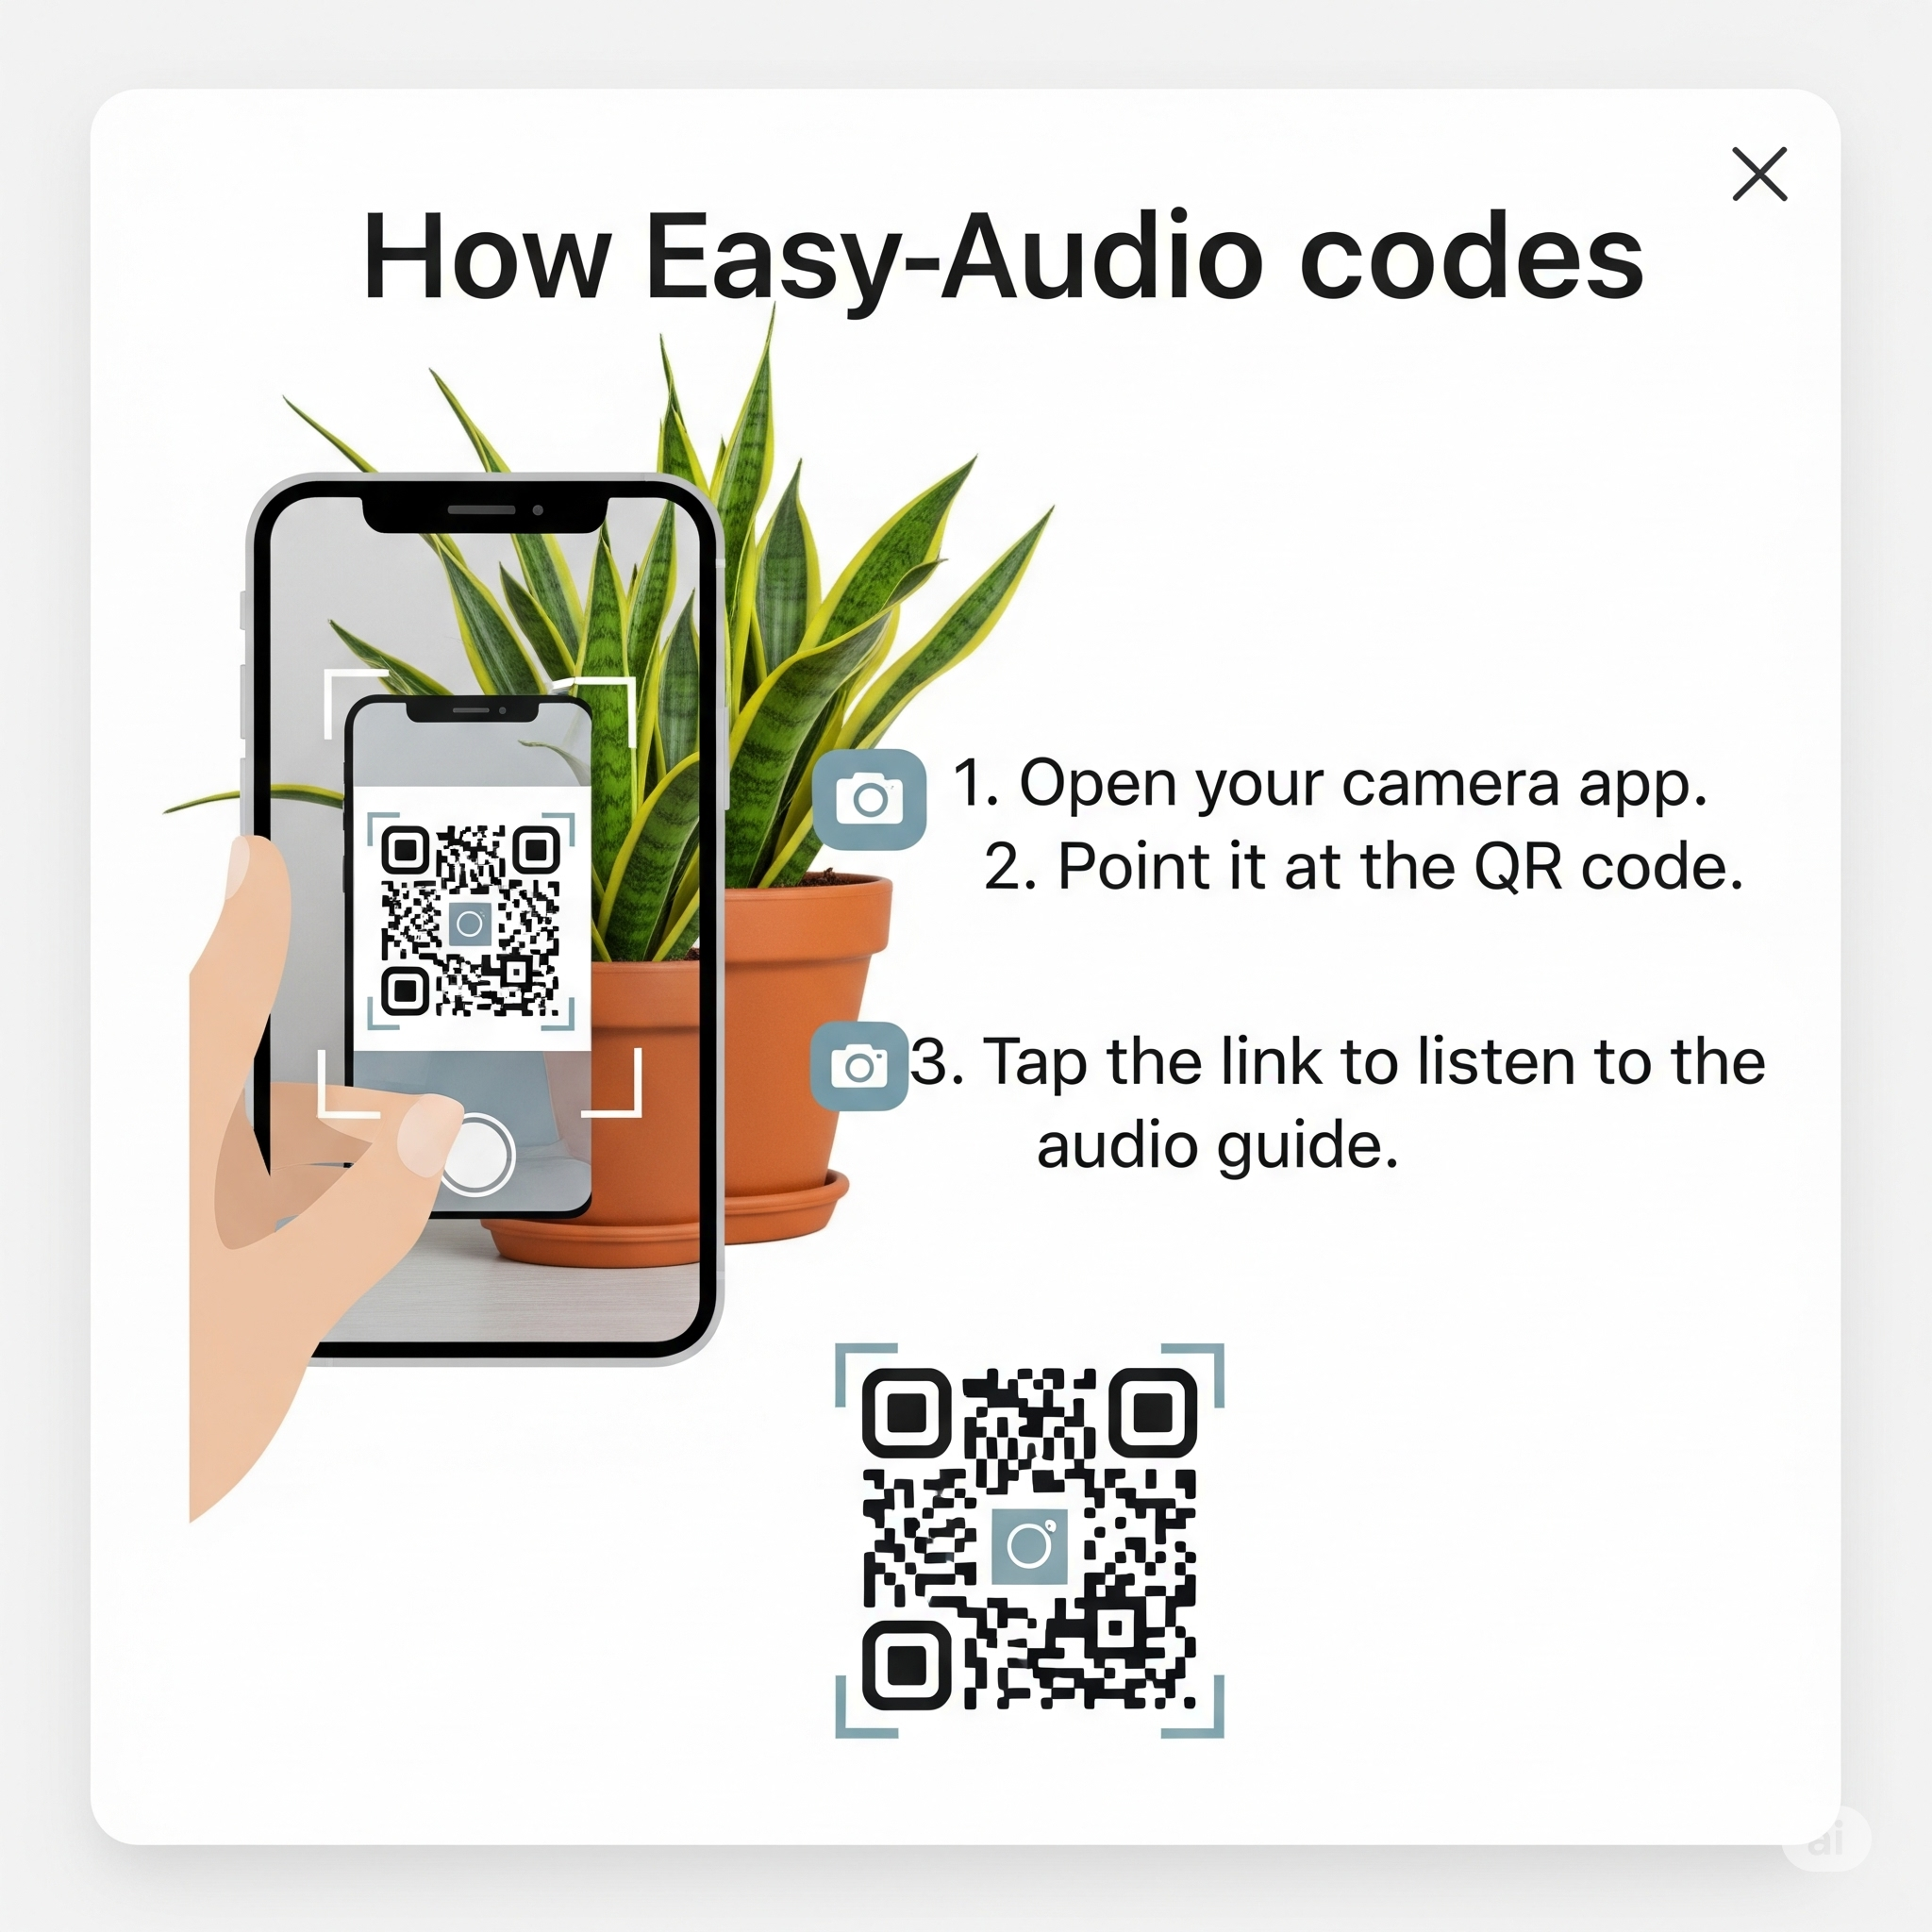 How Easy-Audio codes
1. Open your camera app.
2. Point it at the QR code.
3. Tap the link to listen to the
audio guide.
ai